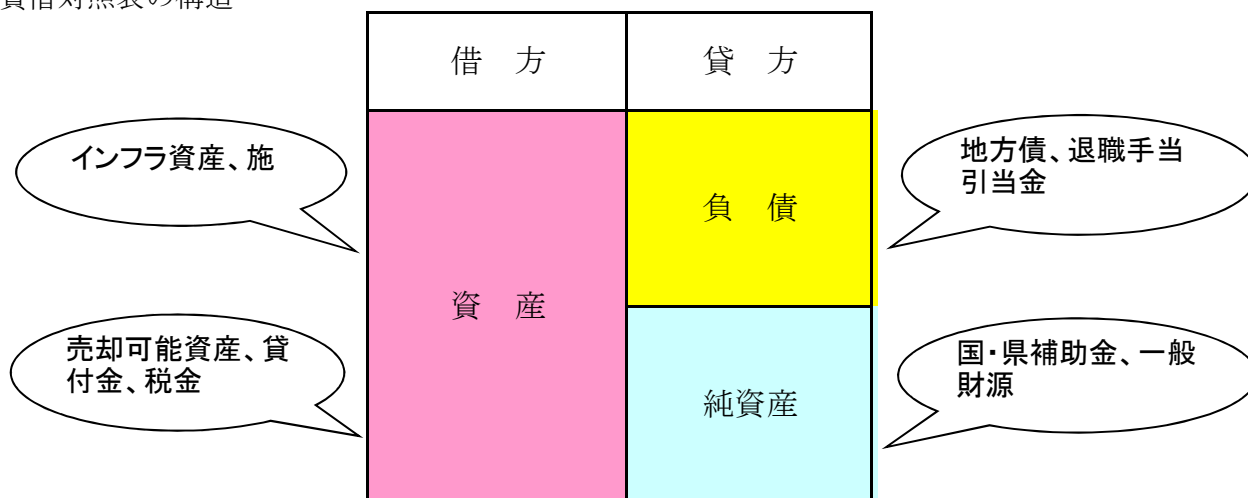 貸借対照表の構造
借　方
貸　方
インフラ資産、施
地方債、退職手当
引当金
負　債
資　産
売却可能資産、貸
付金、税金
国・県補助金、一般
財源
純資産